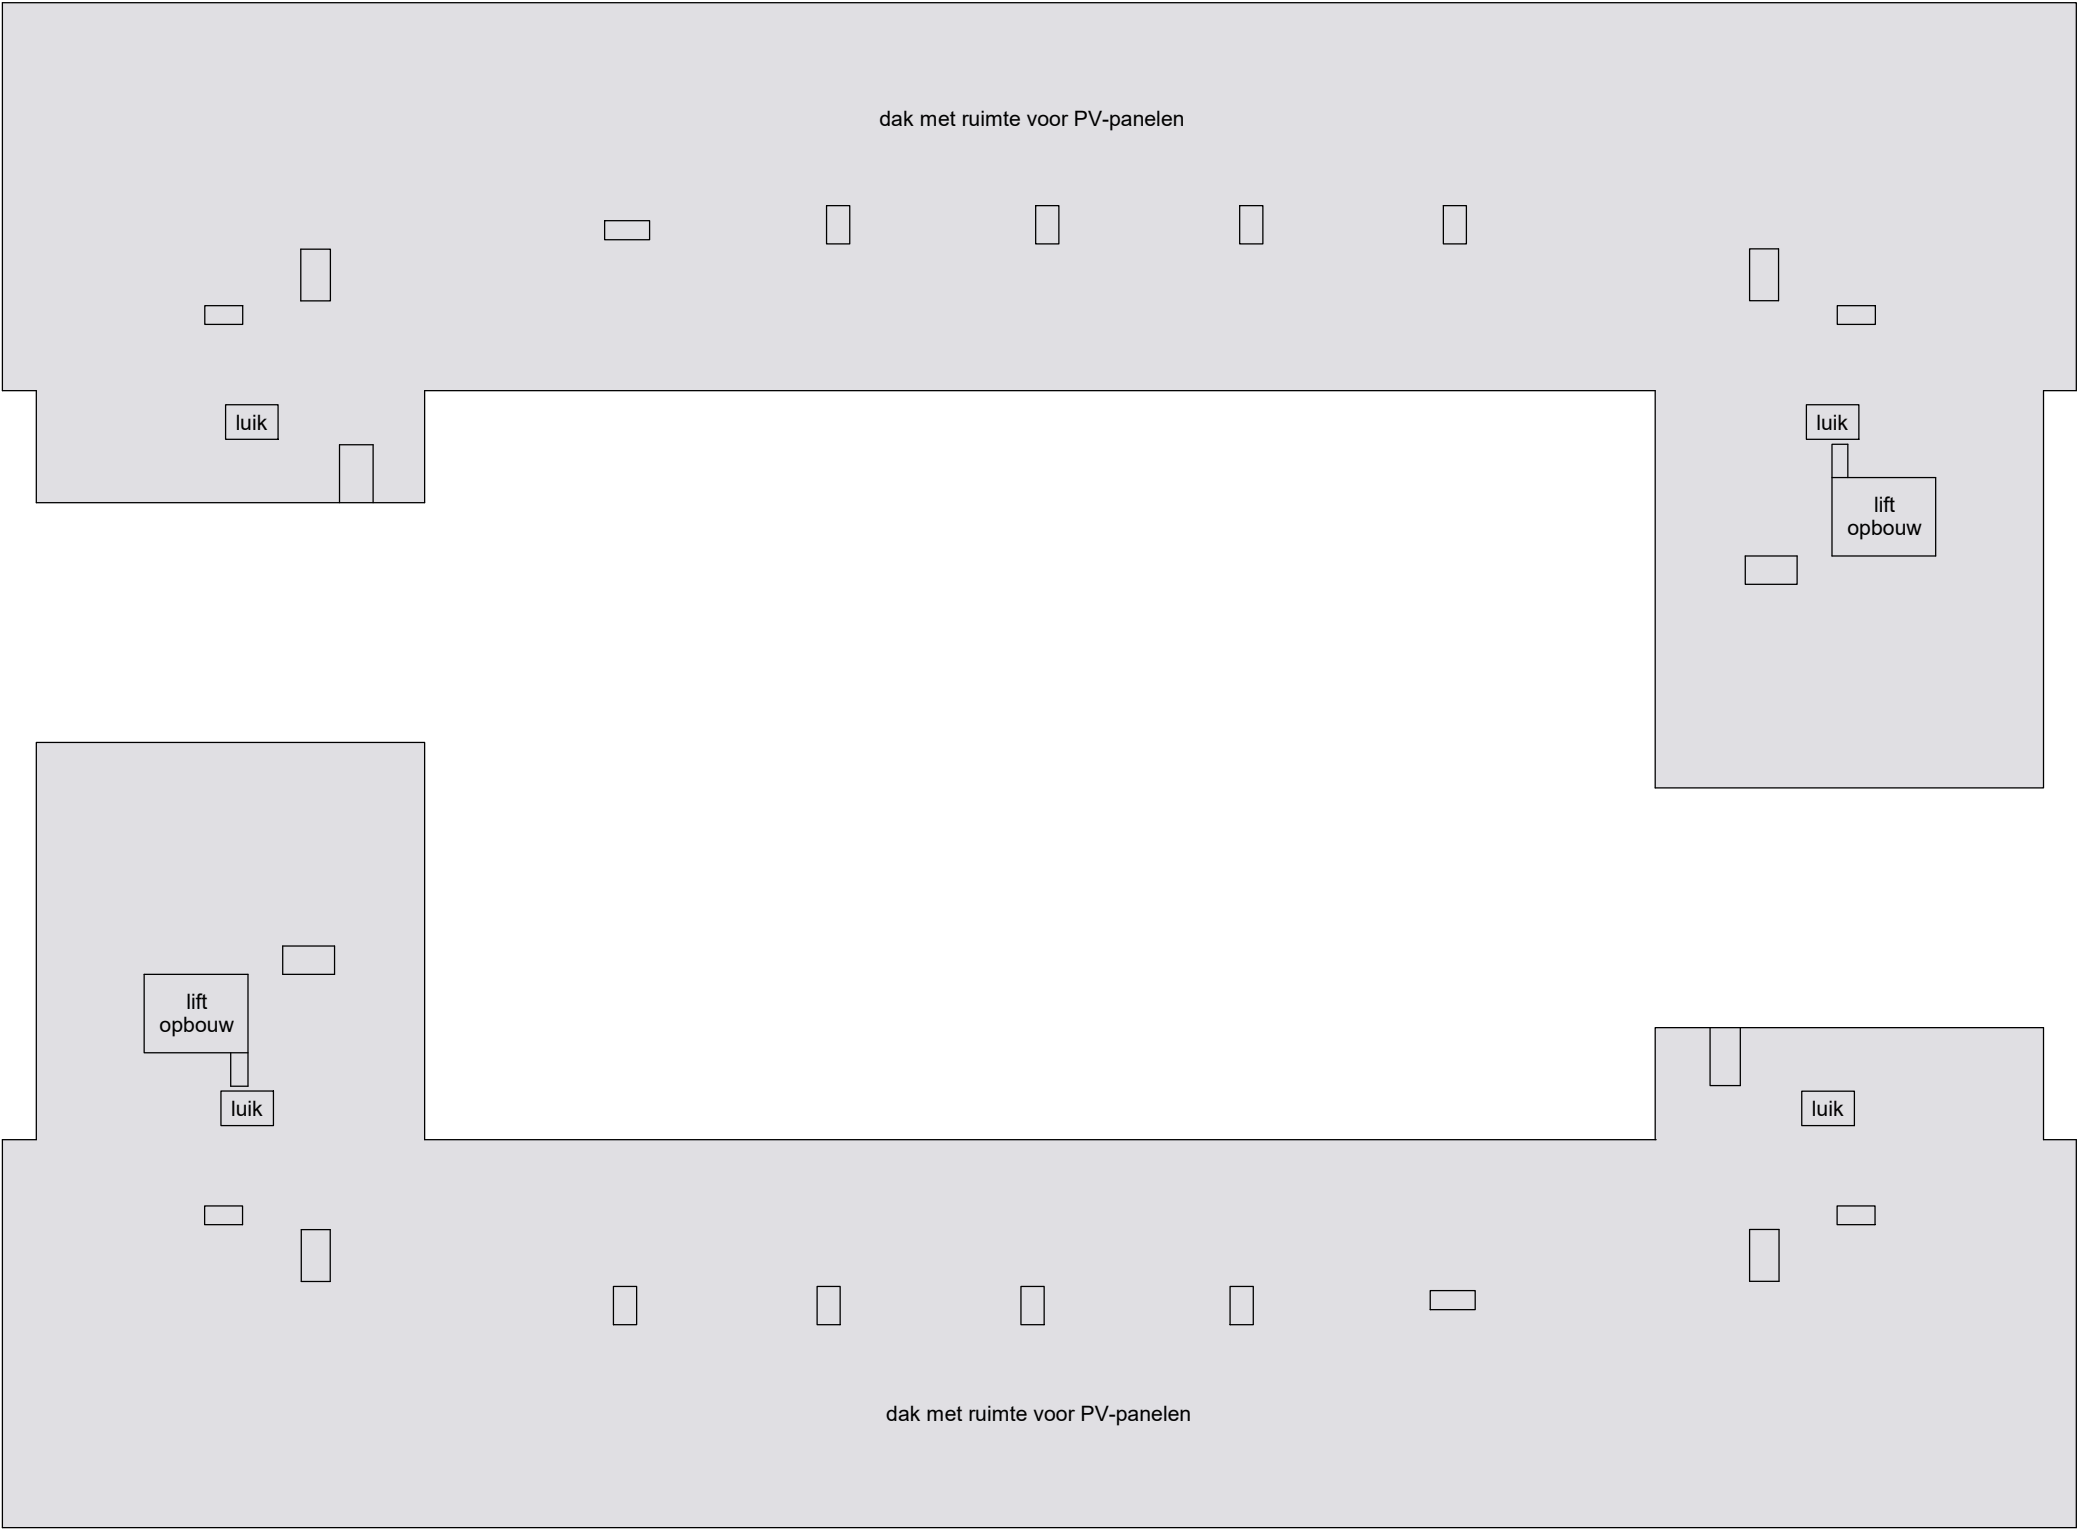 dak met ruimte voor PV-panelen
luik
luik
lift
opbouw
lift
opbouw
luik
luik
dak met ruimte voor PV-panelen